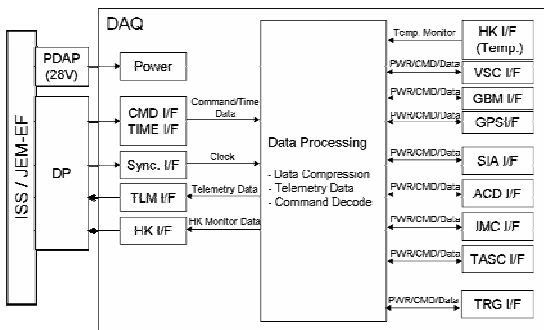 DAQ
ISS / JEM-EF
PDAP
(28V)
DP
Power
CMD I/F
TIME I/F
Sync. I/F
TLM I/F
HK I/F
Command/Time
Data
Clock
Telemetry Data
HK Monitor Data
Data Processing
- Data Compression
- Telemetry Data
- Command Decode
Temp. Monitor
HK I/F
(Temp.)
PWR/CMD/Data
VSC I/F
PWR/CMD/Data
GBM I/F
PWR/CMD/Data
GPSI/F
PWR/CMD/Data
SIA I/F
PWR/CMD/Data
ACD I/F
PWR/CMD/Data
IMC I/F
PWR/CMD/Data
TASC I/F
PWR/CMD/Data
TRG I/F